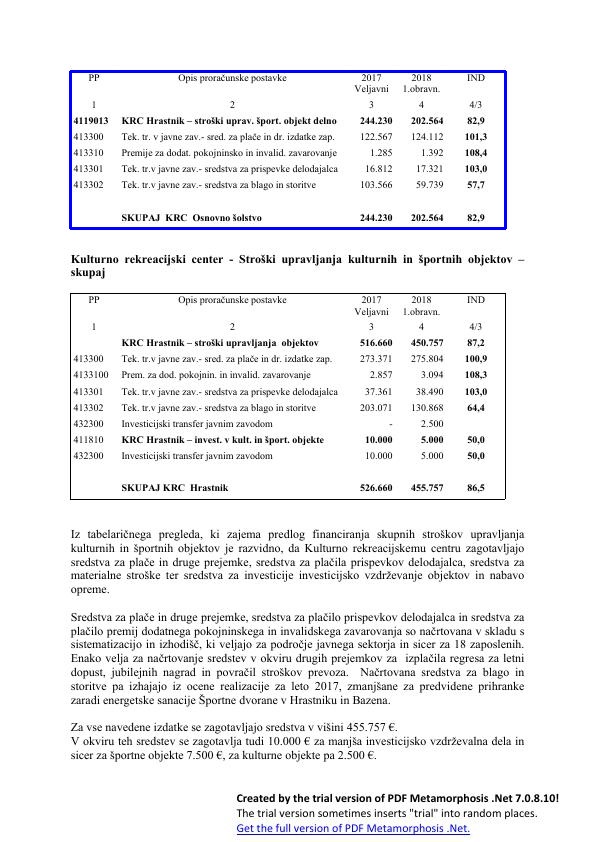 PP Opis proračunske postavke 2017 2018 IND
Veljavni 1.obravn.
1 2 3 4 4/3
4119013 KRC Hrastnik – stroški uprav. šport. objekt delno 244.230 202.564 82,9
413300 Tek. tr. v javne zav.- sred. za plače in dr. izdatke zap. 122.567 124.112 101,3
413310 Premije za dodat. pokojninsko in invalid. zavarovanje 1.285 1.392 108,4
413301 Tek. tr.v javne zav.- sredstva za prispevke delodajalca 16.812 17.321 103,0
413302 Tek. tr.v javne zav.- sredstva za blago in storitve 103.566 59.739 57,7
SKUPAJ KRC Osnovno šolstvo 244.230 202.564 82,9
Kulturno rekreacijski center - Stroški upravljanja kulturnih in športnih objektov –
skupaj
PP Opis proračunske postavke 2017 2018 IND
Veljavni 1.obravn.
1 2 3 4 4/3
KRC Hrastnik – stroški upravljanja objektov 516.660 450.757 87,2
413300 Tek. tr.v javne zav.- sred. za plače in dr. izdatke zap. 273.371 275.804 100,9
4133100 Prem. za dod. pokojnin. in invalid. zavarovanje 2.857 3.094 108,3
413301 Tek. tr.v javne zav.- sredstva za prispevke delodajalca 37.361 38.490 103,0
413302 Tek. tr.v javne zav.- sredstva za blago in storitve 203.071 130.868 64,4
432300 Investicijski transfer javnim zavodom - 2.500
411810 KRC Hrastnik – invest. v kult. in šport. objekte 10.000 5.000 50,0
432300 Investicijski transfer javnim zavodom 10.000 5.000 50,0
SKUPAJ KRC Hrastnik 526.660 455.757 86,5
Iz tabelaričnega pregleda, ki zajema predlog financiranja skupnih stroškov upravljanja
kulturnih in športnih objektov je razvidno, da Kulturno rekreacijskemu centru zagotavljajo
sredstva za plače in druge prejemke, sredstva za plačila prispevkov delodajalca, sredstva za
materialne stroške ter sredstva za investicije investicijsko vzdrževanje objektov in nabavo
opreme.
Sredstva za plače in druge prejemke, sredstva za plačilo prispevkov delodajalca in sredstva za
plačilo premij dodatnega pokojninskega in invalidskega zavarovanja so načrtovana v skladu s
sistematizacijo in izhodišč, ki veljajo za področje javnega sektorja in sicer za 18 zaposlenih.
Enako velja za načrtovanje sredstev v okviru drugih prejemkov za izplačila regresa za letni
dopust, jubilejnih nagrad in povračil stroškov prevoza. Načrtovana sredstva za blago in
storitve pa izhajajo iz ocene realizacije za leto 2017, zmanjšane za predvidene prihranke
zaradi energetske sanacije Športne dvorane v Hrastniku in Bazena.
Za vse navedene izdatke se zagotavljajo sredstva v višini 455.757 €.
V okviru teh sredstev se zagotavlja tudi 10.000 € za manjša investicijsko vzdrževalna dela in
sicer za športne objekte 7.500 €, za kulturne objekte pa 2.500 €.
Created by the trial version of PDF Metamorphosis .Net 7.0.8.10!
The trial version sometimes inserts "trial" into random places.
Get the full version of PDF Metamorphosis .Net.